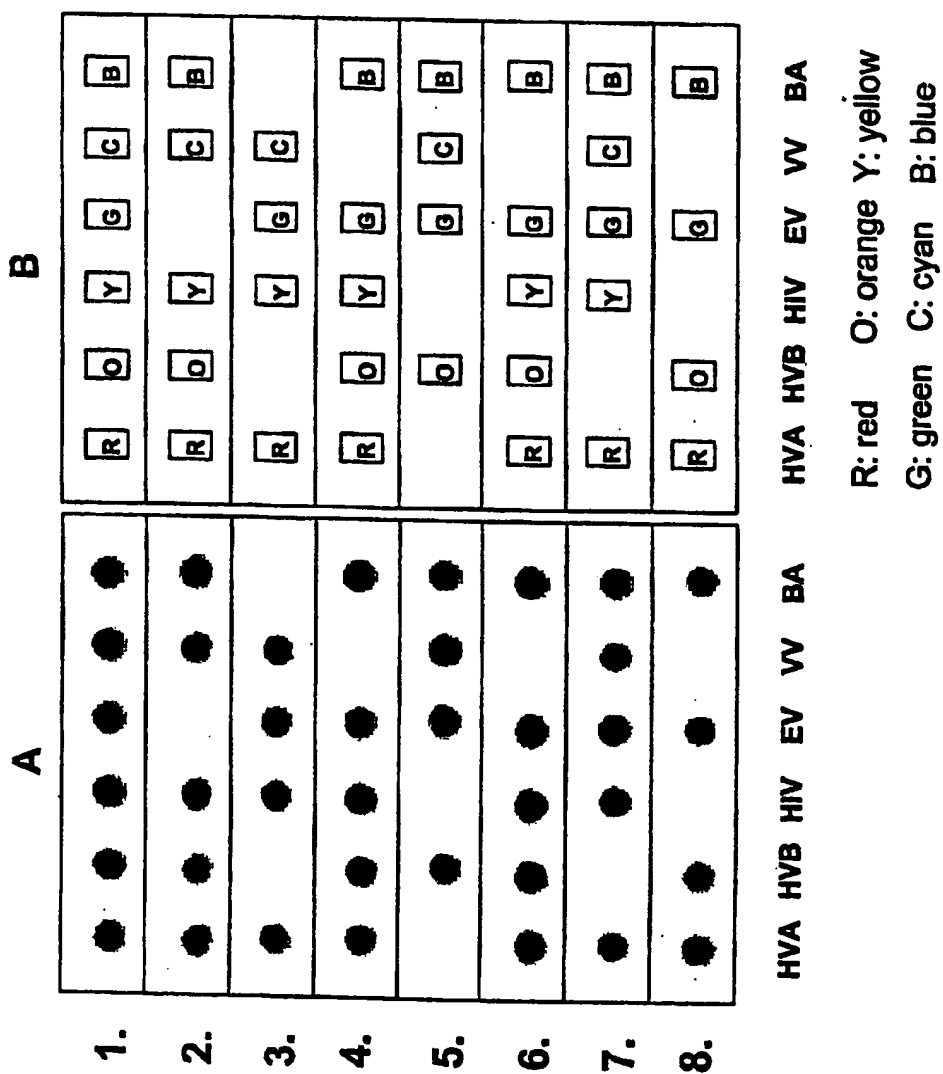 A B
1. R O Y G C B
2. R O Y C B
3. R Y G C
4. R O Y G B
5. O G C B
6. R O Y G B
7. R Y G C B
8. R O G B
HVA HVB HIV EV VV BA HVA HVB HIV EV VV BA
R: red O: orange Y: yellow
G: green C: cyan B: blue